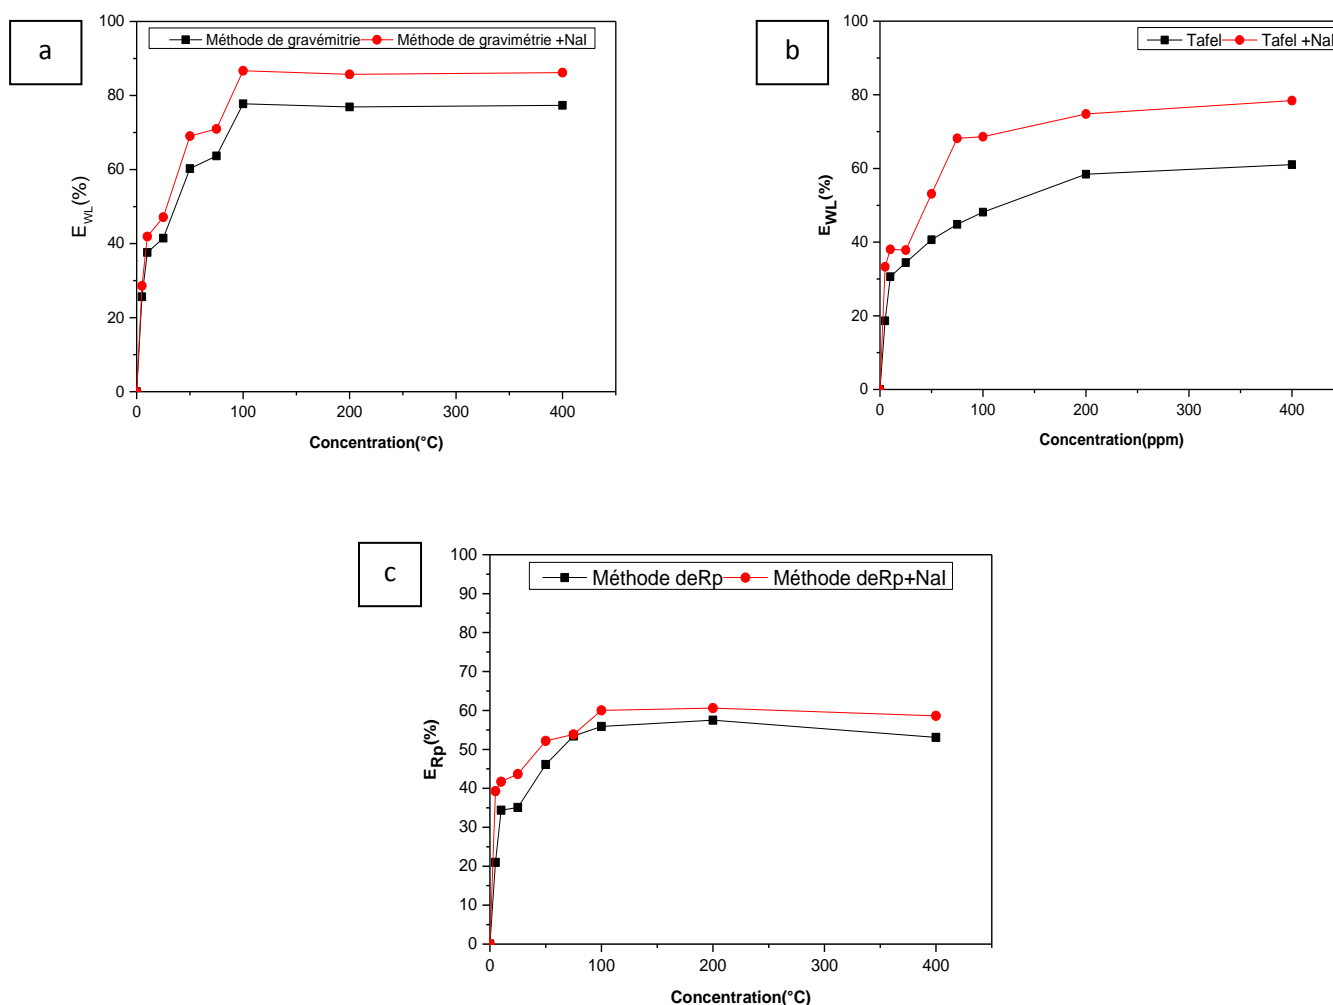 a
Méthode de gravémitrie Méthode de gravimétrie +NaI
100
80
60
40
20
0
E_WL(%)
0 100 200 300 400
Concentration(°C)
b
Tafel Tafel +NaI
100
80
60
40
20
0
E_WL(%)
0 100 200 300 400
Concentration(ppm)
c
Méthode deRp Méthode deRp+NaI
100
90
80
70
60
50
40
30
20
10
0
E_Rp(%)
0 100 200 300 400
Concentration(°C)